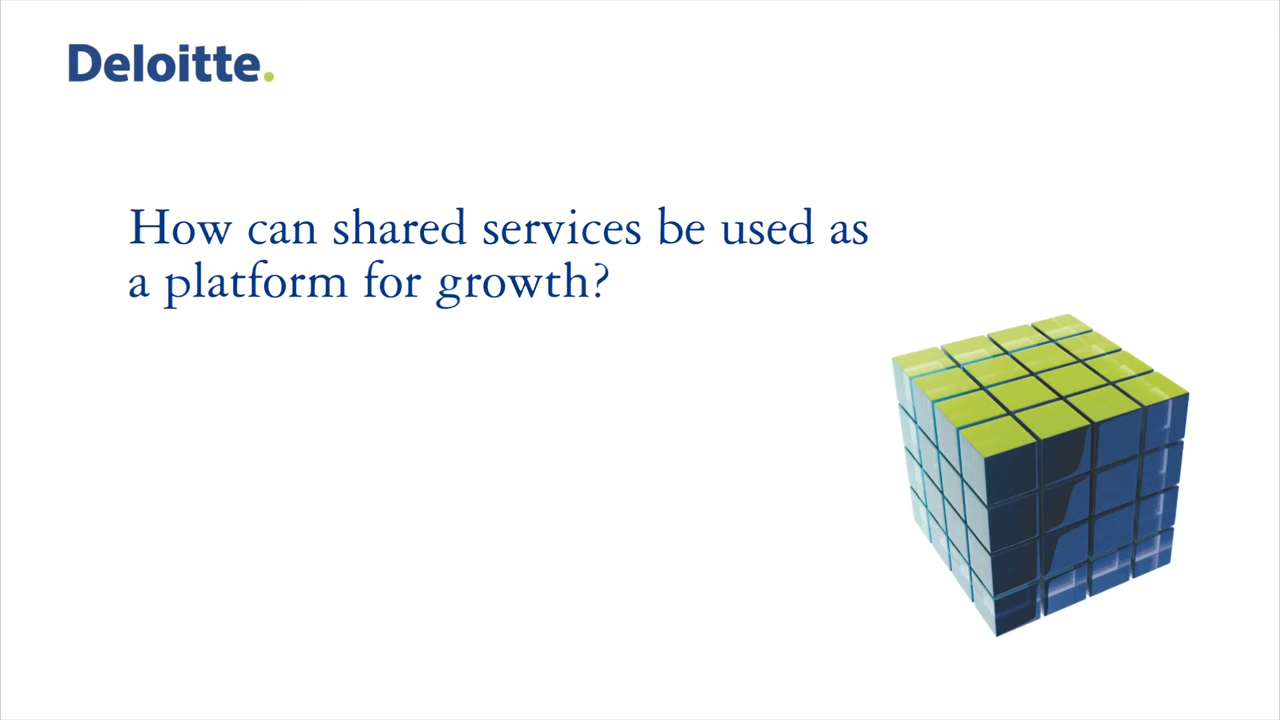 Deloitte.
How can shared services be used as
a platform for growth?